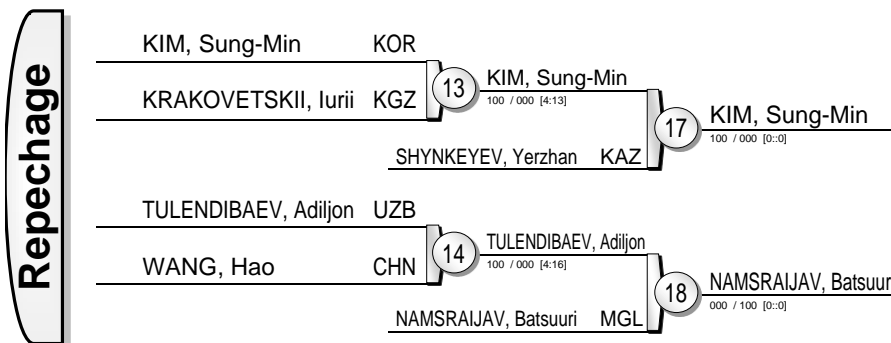 Repechage
KIM, Sung-Min KOR
KRAKOVETSKII, Iurii KGZ
13
KIM, Sung-Min
100 / 000 [4:13]
SHYNKEYEV, Yerzhan KAZ
17
KIM, Sung-Min
100 / 000 [0::0]
TULENDIBAEV, Adiljon UZB
WANG, Hao CHN
14
TULENDIBAEV, Adiljon
100 / 000 [4:16]
NAMSRAIJAV, Batsuuri MGL
18
NAMSRAIJAV, Batsuur
000 / 100 [0::0]